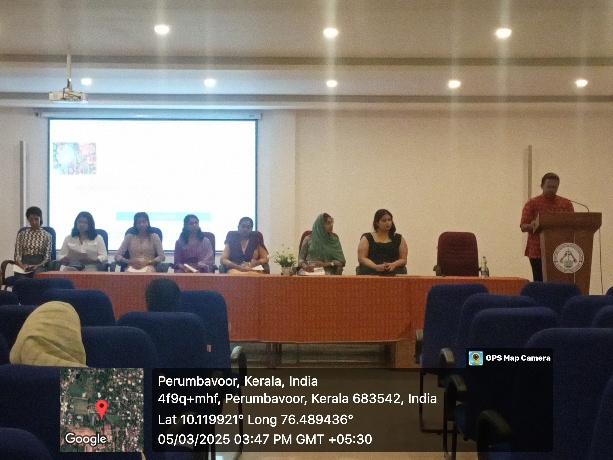 GPS Map Camera
Perumbavoor, Kerala, India
4f9q+mhf, Perumbavoor, Kerala 683542, India
Lat 10.119921° Long 76.489436°
05/03/2025 03:47 PM GMT +05:30
Google